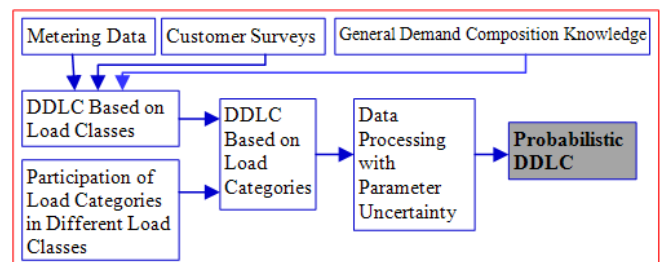 Metering Data
Customer Surveys
General Demand Composition Knowledge
DDLC Based on
Load Classes
Participation of
Load Categories
in Different Load
Classes
DDLC
Based on
Load
Categories
Data
Processing
with
Parameter
Uncertainty
Probabilistic
DDLC